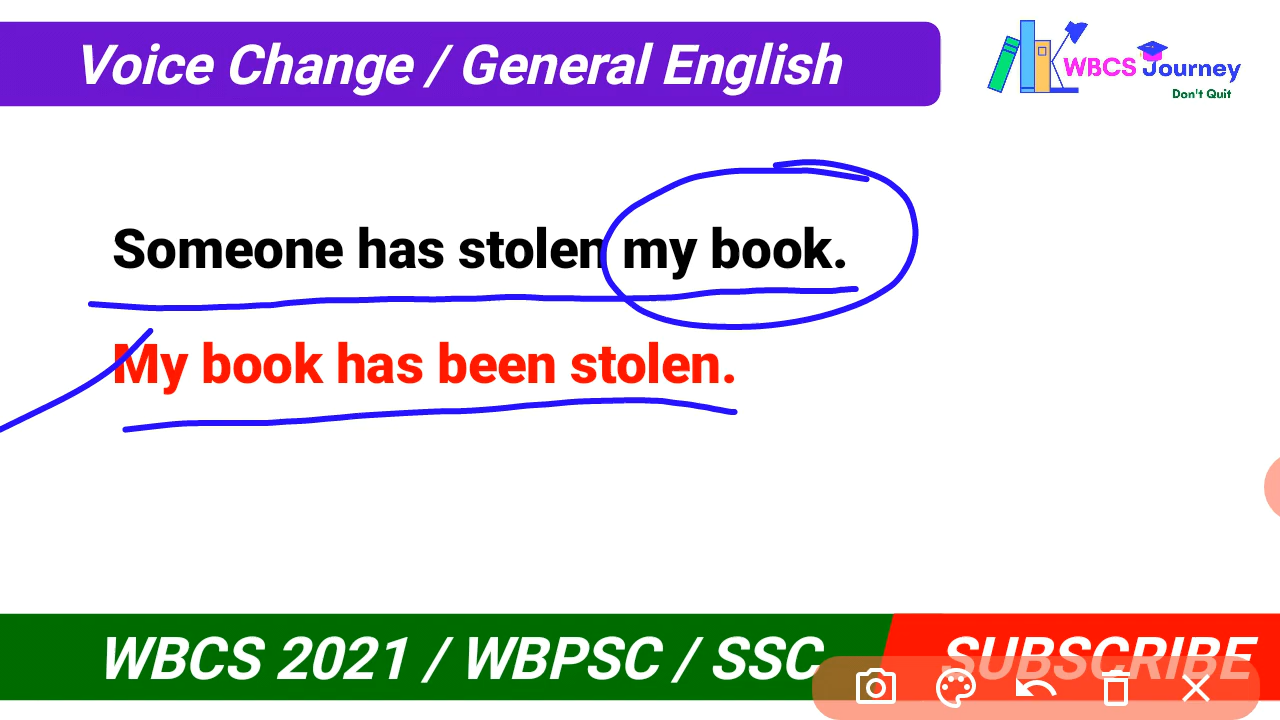 Voice Change / General English
WBCS Journey
Don't Quit
Someone has stolen my book.
My book has been stolen.
WBCS 2021 / WBPSC / SSC
SUBSCRIBE